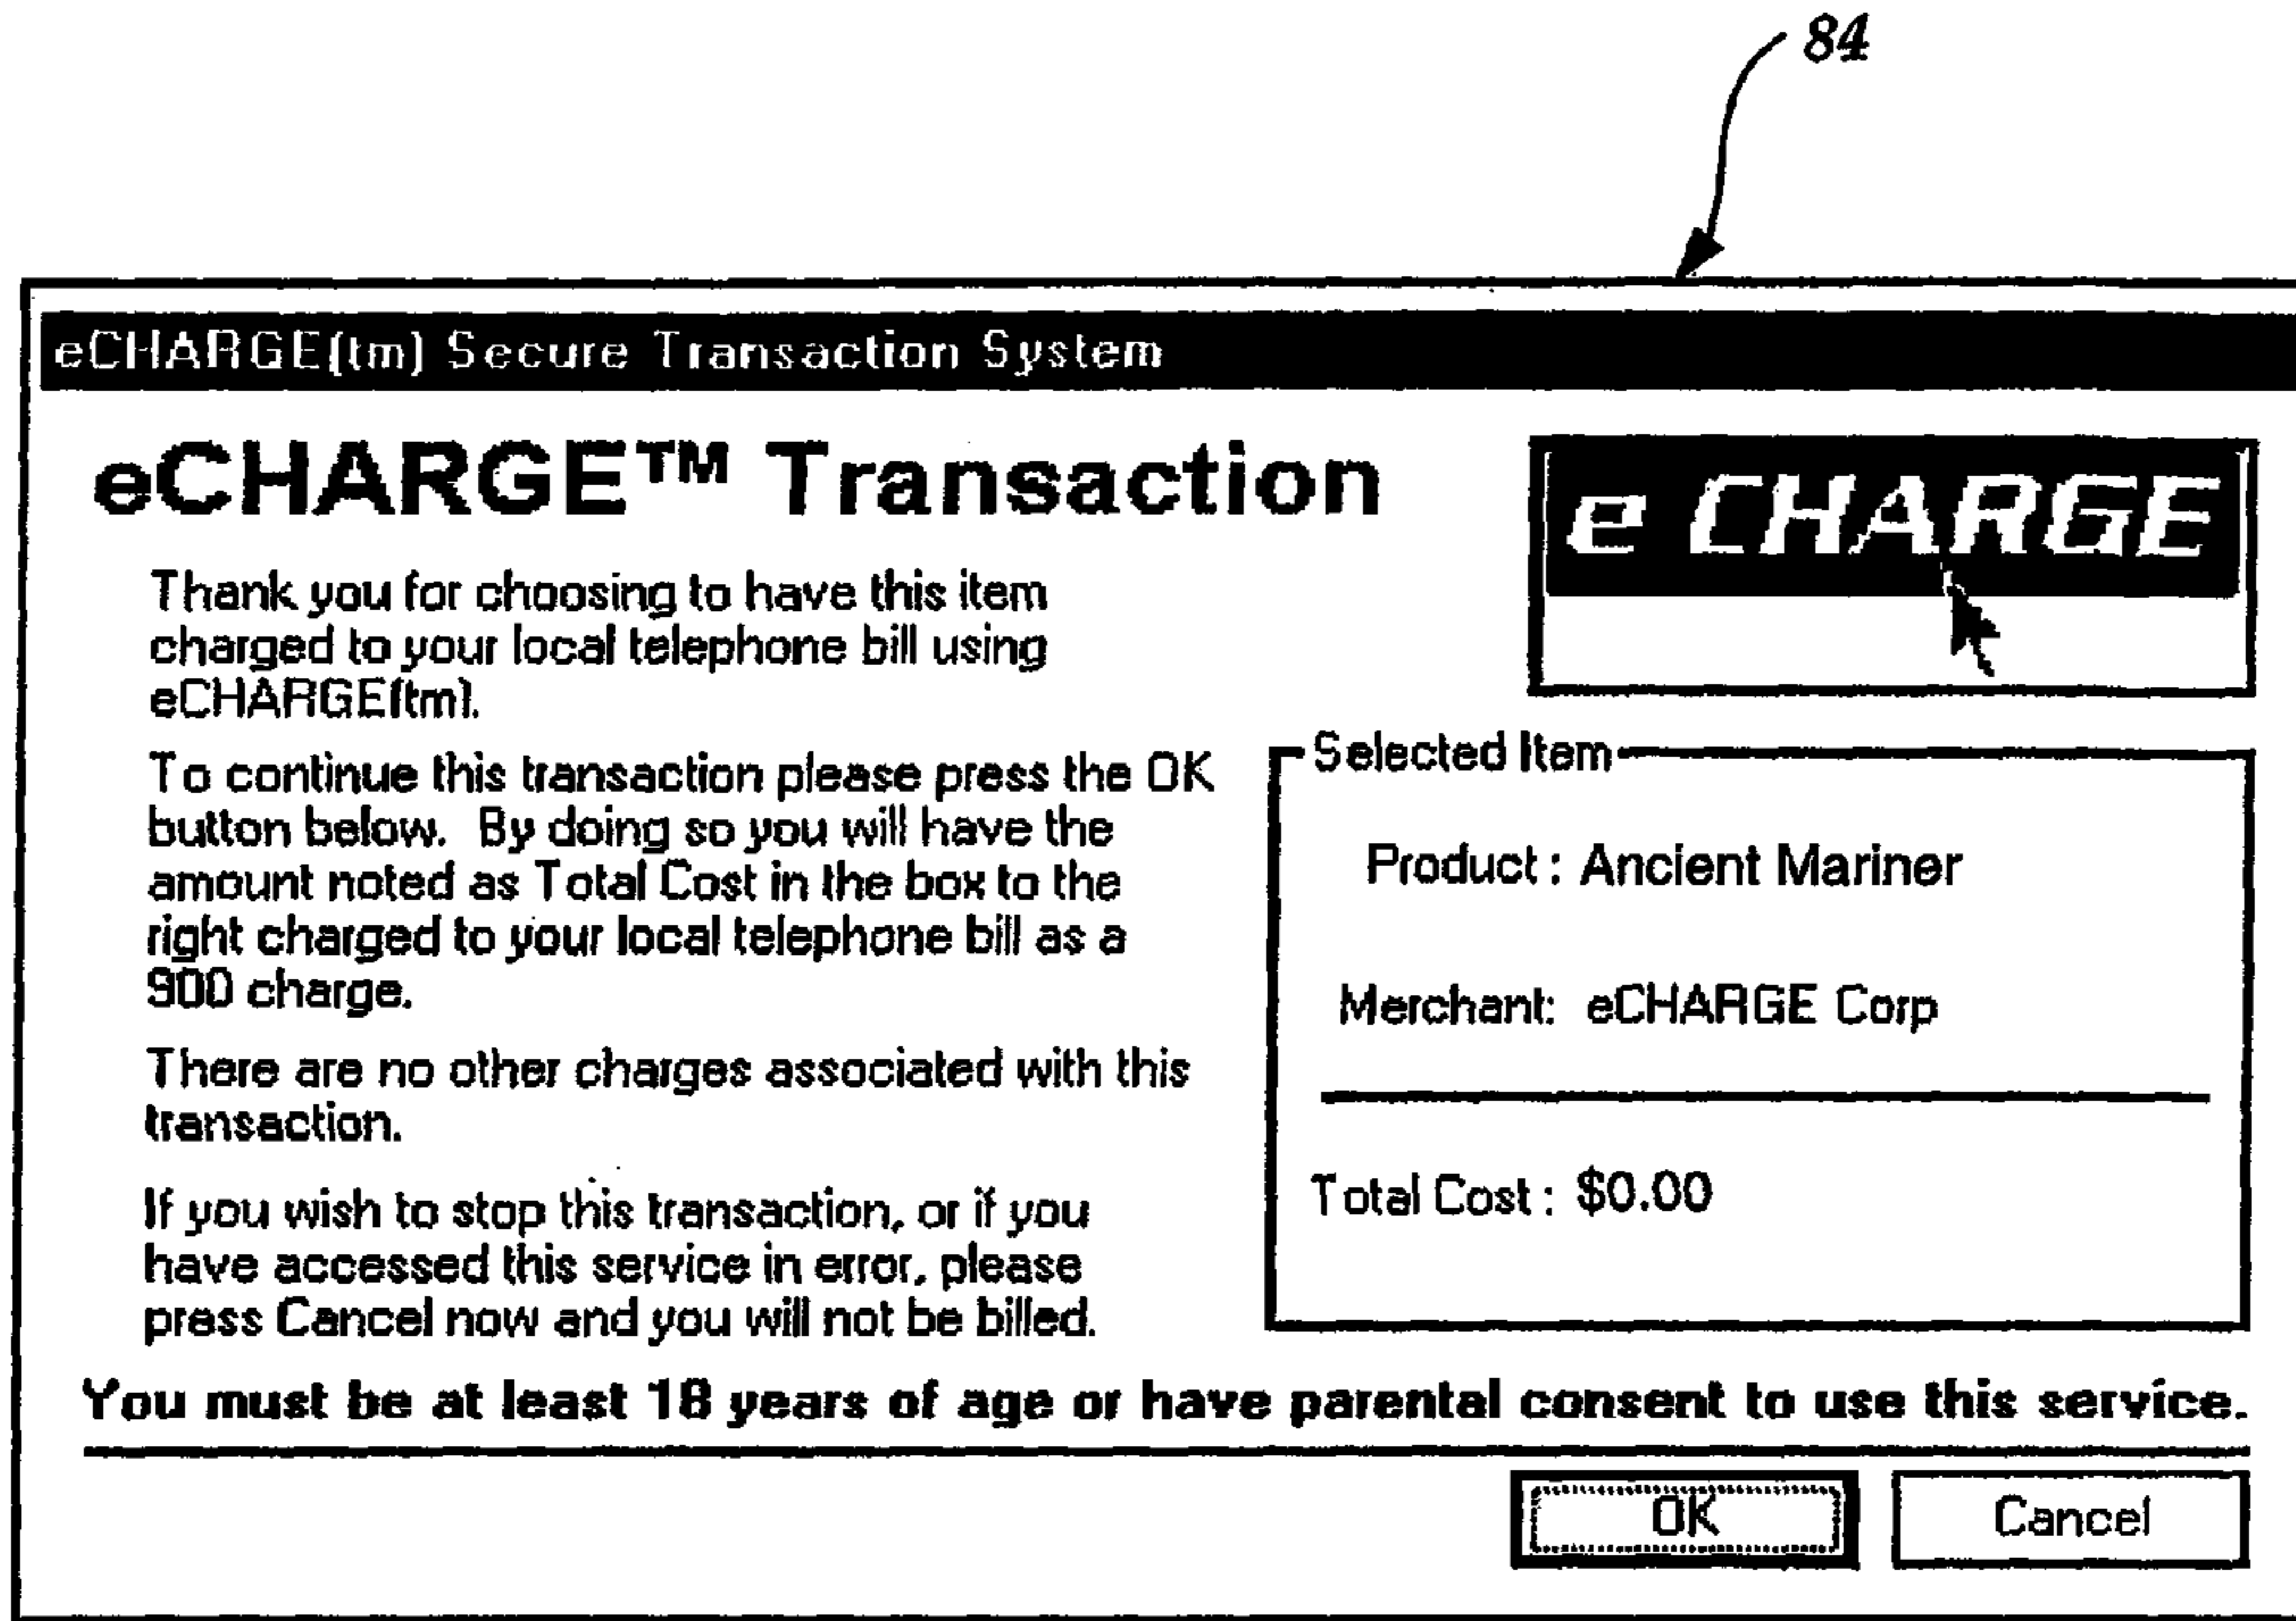 84
eCHARGE(tm) Secure Transaction System
eCHARGE™ Transaction
e CHARGE
Thank you for choosing to have this item
charged to your local telephone bill using
eCHARGE(tm).
To continue this transaction please press the OK
button below. By doing so you will have the
amount noted as Total Cost in the box to the
right charged to your local telephone bill as a
900 charge.
There are no other charges associated with this
transaction.
If you wish to stop this transaction, or if you
have accessed this service in error, please
press Cancel now and you will not be billed.
Selected Item
Product : Ancient Mariner
Merchant: eCHARGE Corp
Total Cost : $0.00
You must be at least 18 years of age or have parental consent to use this service.
OK
Cancel